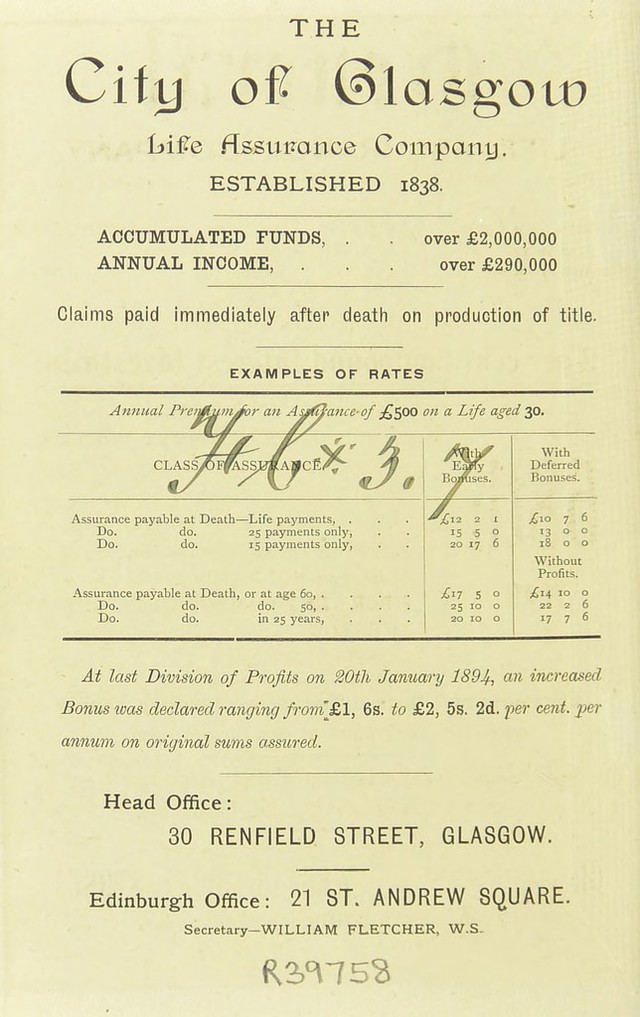 THE
City of Glasgow
Life Assurance Company.
ESTABLISHED 1838.
ACCUMULATED FUNDS, . . over £2,000,000
ANNUAL INCOME, . . . over £290,000
Claims paid immediately after death on production of title.
EXAMPLES OF RATES
Annual Premium for an Assurance of £500 on a Life aged 30.
CLASS OF ASSURANCE. With Early Bonuses. With Deferred Bonuses.
Assurance payable at Death—Life payments, . . . £12 2 1 £10 7 6
Do. do. 25 payments only, . . 15 5 0 13 0 0
Do. do. 15 payments only, . . 20 17 6 18 0 0
Without Profits.
Assurance payable at Death, or at age 60, . . . . £17 5 0 £14 10 0
Do. do. do. 50, . . . . 25 10 0 22 2 6
Do. do. in 25 years, . . . 20 10 0 17 7 6
At last Division of Profits on 20th January 1894, an increased
Bonus was declared ranging from £1, 6s. to £2, 5s. 2d. per cent. per
annum on original sums assured.
Head Office:
30 RENFIELD STREET, GLASGOW.
Edinburgh Office: 21 ST. ANDREW SQUARE.
Secretary—WILLIAM FLETCHER, W.S.
R39758